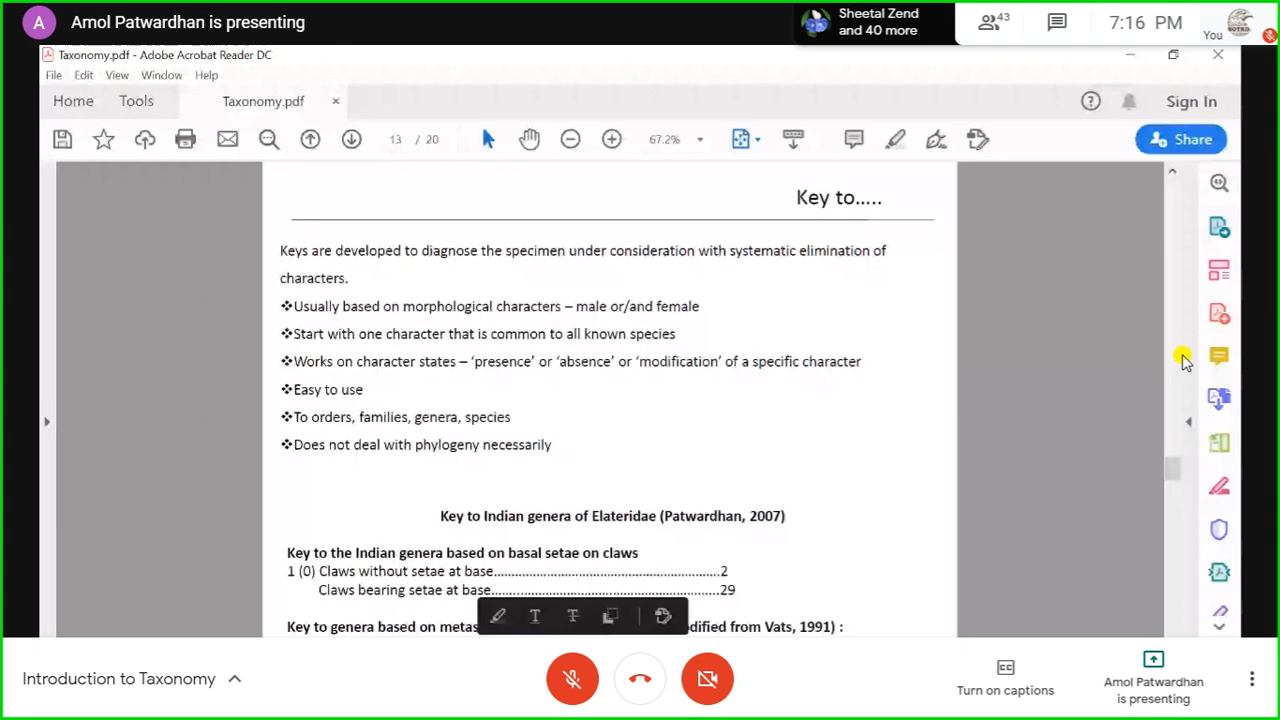 A Amol Patwardhan is presenting
Sheetal Zend
and 40 more
43
7:16 PM
You
Taxonomy.pdf - Adobe Acrobat Reader DC
File Edit View Window Help
Home Tools Taxonomy.pdf × Sign In
13 / 20 67.2% Share
Key to.....
Keys are developed to diagnose the specimen under consideration with systematic elimination of
characters.
❖Usually based on morphological characters – male or/and female
❖Start with one character that is common to all known species
❖Works on character states – 'presence' or 'absence' or 'modification' of a specific character
❖Easy to use
❖To orders, families, genera, species
❖Does not deal with phylogeny necessarily
Key to Indian genera of Elateridae (Patwardhan, 2007)
Key to the Indian genera based on basal setae on claws
1 (0) Claws without setae at base..........................................................2
Claws bearing setae at base...........................................................29
Key to genera based on metas dified from Vats, 1991) :
Introduction to Taxonomy
Turn on captions
Amol Patwardhan
is presenting